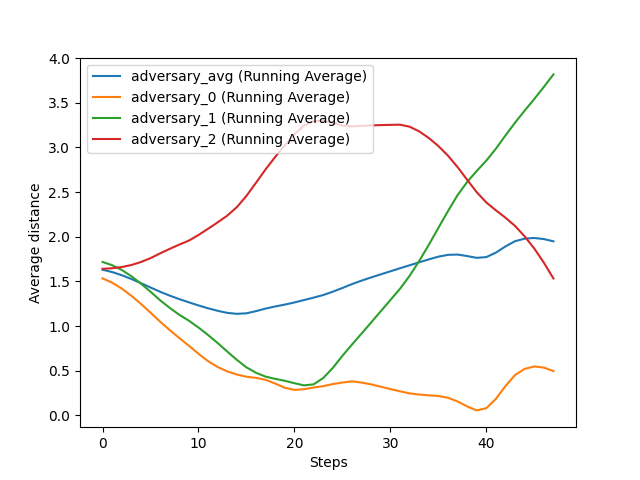 4.0
3.5
3.0
2.5
2.0
1.5
1.0
0.5
0.0
Average distance
adversary_avg (Running Average)
adversary_0 (Running Average)
adversary_1 (Running Average)
adversary_2 (Running Average)
0 10 20 30 40
Steps